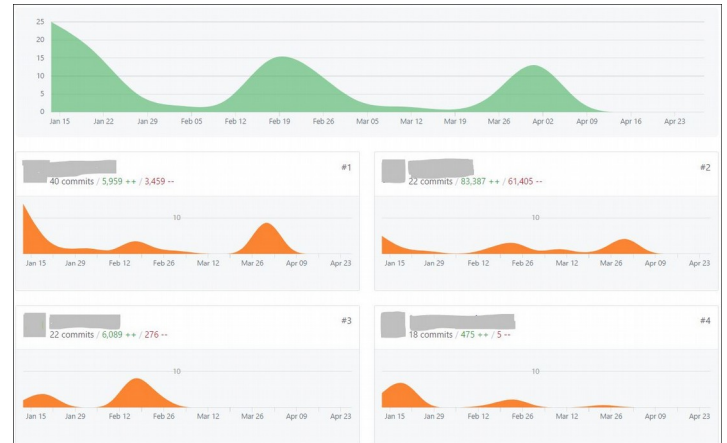 25
20
15
10
5
0
Jan 15 Jan 22 Jan 29 Feb 05 Feb 12 Feb 19 Feb 26 Mar 05 Mar 12 Mar 19 Mar 26 Apr 02 Apr 09 Apr 16 Apr 23
#1
40 commits / 5,959 ++ / 3,459 --
10
Jan 15 Jan 29 Feb 12 Feb 26 Mar 12 Mar 26 Apr 09 Apr 23
#2
22 commits / 83,387 ++ / 61,405 --
10
Jan 15 Jan 29 Feb 12 Feb 26 Mar 12 Mar 26 Apr 09 Apr 23
#3
22 commits / 6,089 ++ / 276 --
10
Jan 15 Jan 29 Feb 12 Feb 26 Mar 12 Mar 26 Apr 09 Apr 23
#4
18 commits / 475 ++ / 5 --
10
Jan 15 Jan 29 Feb 12 Feb 26 Mar 12 Mar 26 Apr 09 Apr 23